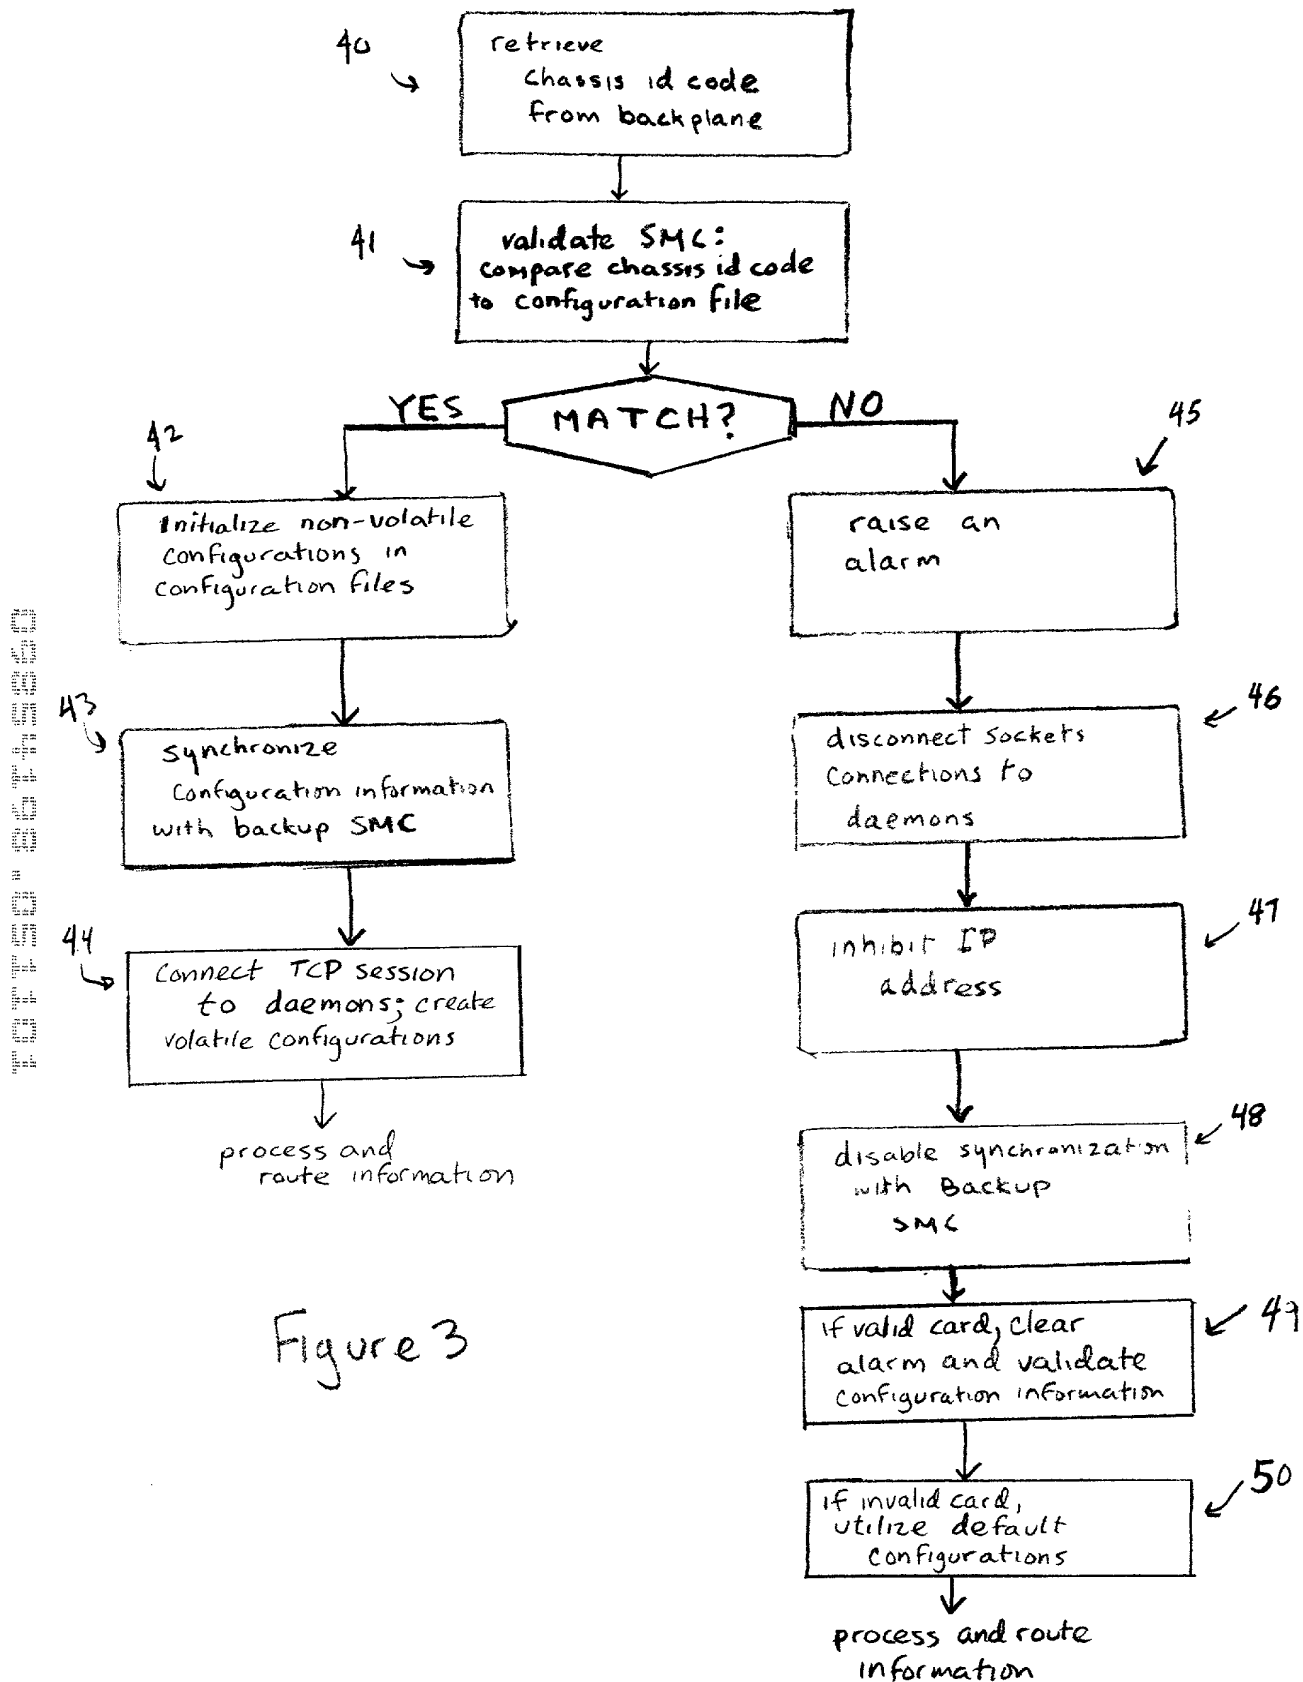 40
retrieve
chassis id code
from backplane
41
validate SMC:
compare chassis id code
to configuration file
MATCH?
YES
NO
42
Initialize non-volatile
configurations in
configuration files
43
synchronize
configuration information
with backup SMC
44
connect TCP session
to daemons; create
volatile configurations
process and
route information
45
raise an
alarm
46
disconnect sockets
connections to
daemons
47
inhibit IP
address
48
disable synchronization
with Backup
SMC
49
if valid card, clear
alarm and validate
configuration information
50
if invalid card,
utilize default
configurations
process and route
information
Figure 3